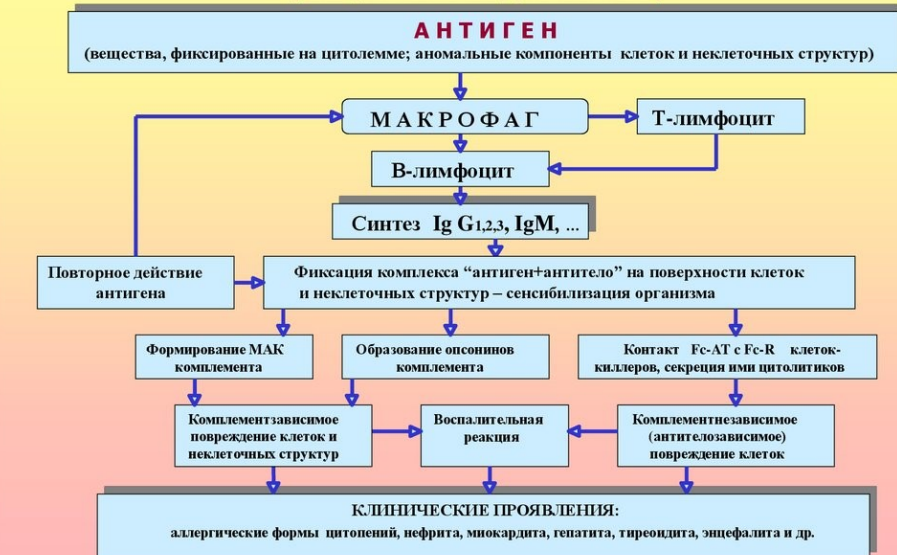 АНТИГЕН
(вещества, фиксированные на цитолемме; аномальные компоненты клеток и неклеточных структур)
МАКРОФАГ
Т-лимфоцит
В-лимфоцит
Синтез Ig G1,2,3, IgM, ...
Повторное действие
антигена
Фиксация комплекса “антиген+антитело” на поверхности клеток
и неклеточных структур – сенсибилизация организма
Формирование МАК
комплемента
Образование опсонинов
комплемента
Контакт Fc-АТ с Fc-R клеток-
киллеров, секреция ими цитолитиков
Комплементзависимое
повреждение клеток и
неклеточных структур
Воспалительная
реакция
Комплементнезависимое
(антителозависимое)
повреждение клеток
КЛИНИЧЕСКИЕ ПРОЯВЛЕНИЯ:
аллергические формы цитопений, нефрита, миокардита, гепатита, тиреоидита, энцефалита и др.